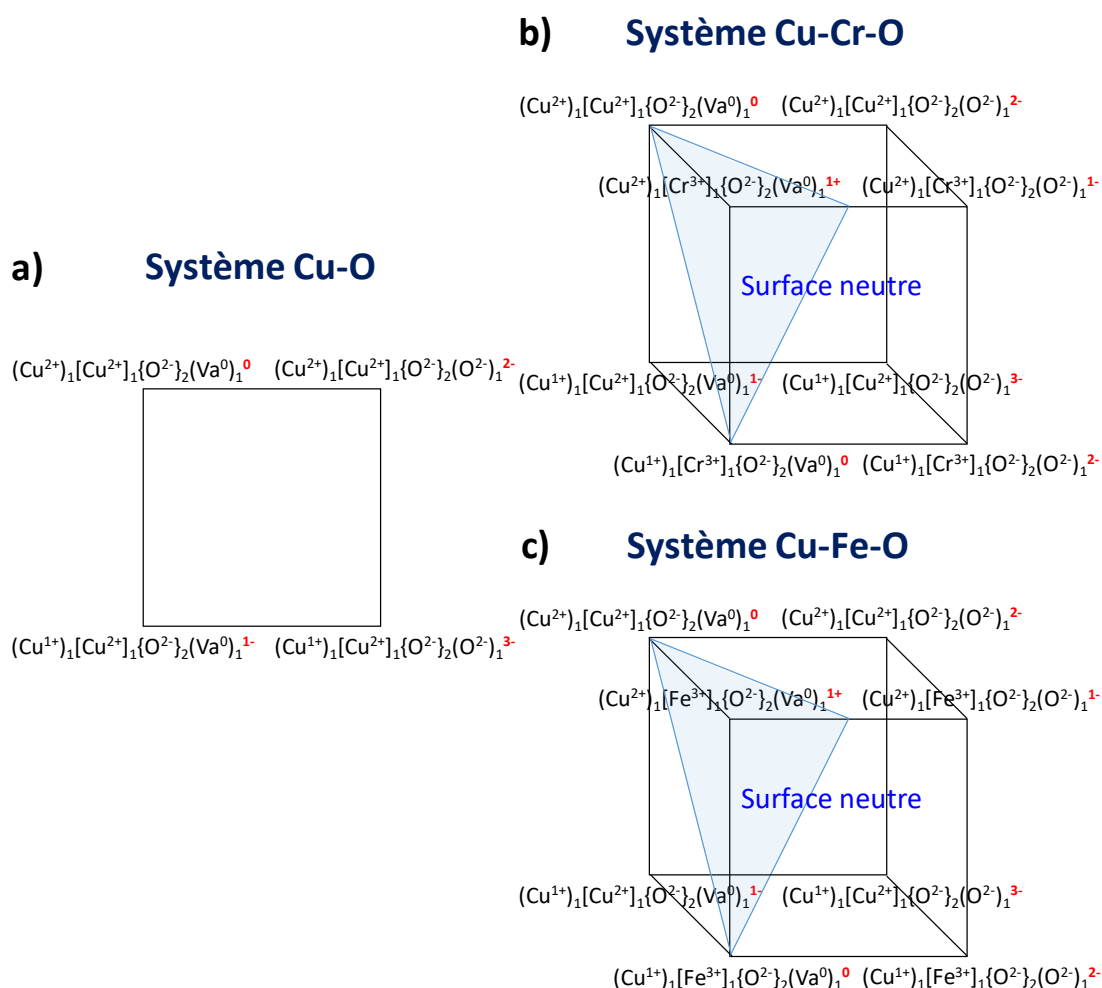 b) Système Cu-Cr-O
(Cu²⁺)₁[Cu²⁺]₁{O²⁻}₂(Va⁰)₁⁰ (Cu²⁺)₁[Cu²⁺]₁{O²⁻}₂(O²⁻)₁²⁻
(Cu²⁺)₁[Cr³⁺]₁{O²⁻}₂(Va⁰)₁¹⁺ (Cu²⁺)₁[Cr³⁺]₁{O²⁻}₂(O²⁻)₁¹⁻
Surface neutre
(Cu¹⁺)₁[Cu²⁺]₁{O²⁻}₂(Va⁰)₁¹⁻ (Cu¹⁺)₁[Cu²⁺]₁{O²⁻}₂(O²⁻)₁³⁻
(Cu¹⁺)₁[Cr³⁺]₁{O²⁻}₂(Va⁰)₁⁰ (Cu¹⁺)₁[Cr³⁺]₁{O²⁻}₂(O²⁻)₁²⁻
a) Système Cu-O
(Cu²⁺)₁[Cu²⁺]₁{O²⁻}₂(Va⁰)₁⁰ (Cu²⁺)₁[Cu²⁺]₁{O²⁻}₂(O²⁻)₁²⁻
(Cu¹⁺)₁[Cu²⁺]₁{O²⁻}₂(Va⁰)₁¹⁻ (Cu¹⁺)₁[Cu²⁺]₁{O²⁻}₂(O²⁻)₁³⁻
c) Système Cu-Fe-O
(Cu²⁺)₁[Cu²⁺]₁{O²⁻}₂(Va⁰)₁⁰ (Cu²⁺)₁[Cu²⁺]₁{O²⁻}₂(O²⁻)₁²⁻
(Cu²⁺)₁[Fe³⁺]₁{O²⁻}₂(Va⁰)₁¹⁺ (Cu²⁺)₁[Fe³⁺]₁{O²⁻}₂(O²⁻)₁¹⁻
Surface neutre
(Cu¹⁺)₁[Cu²⁺]₁{O²⁻}₂(Va⁰)₁¹⁻ (Cu¹⁺)₁[Cu²⁺]₁{O²⁻}₂(O²⁻)₁³⁻
(Cu¹⁺)₁[Fe³⁺]₁{O²⁻}₂(Va⁰)₁⁰ (Cu¹⁺)₁[Fe³⁺]₁{O²⁻}₂(O²⁻)₁²⁻